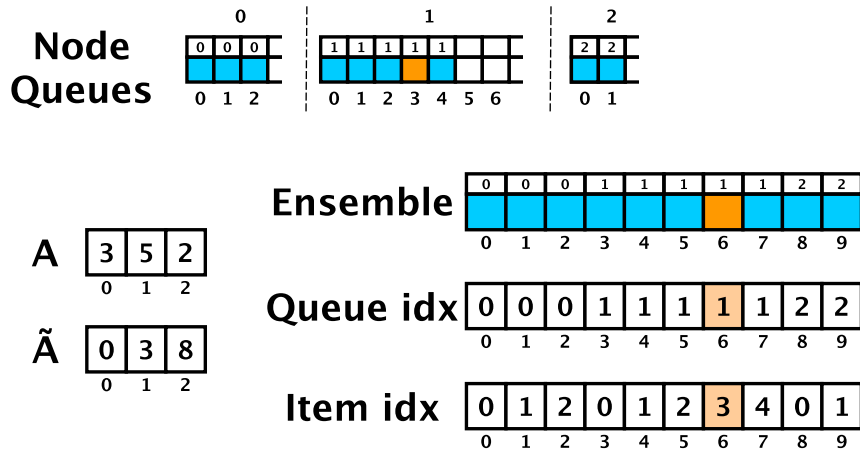 0 1 2
Node Queues
0 0 0 1 1 1 1 1 2 2
0 1 2 0 1 2 3 4 5 6 0 1
Ensemble
0 0 0 1 1 1 1 1 2 2
0 1 2 3 4 5 6 7 8 9
A
3 5 2
0 1 2
Queue idx
0 0 0 1 1 1 1 1 2 2
0 1 2 3 4 5 6 7 8 9
Ã
0 3 8
0 1 2
Item idx
0 1 2 0 1 2 3 4 0 1
0 1 2 3 4 5 6 7 8 9